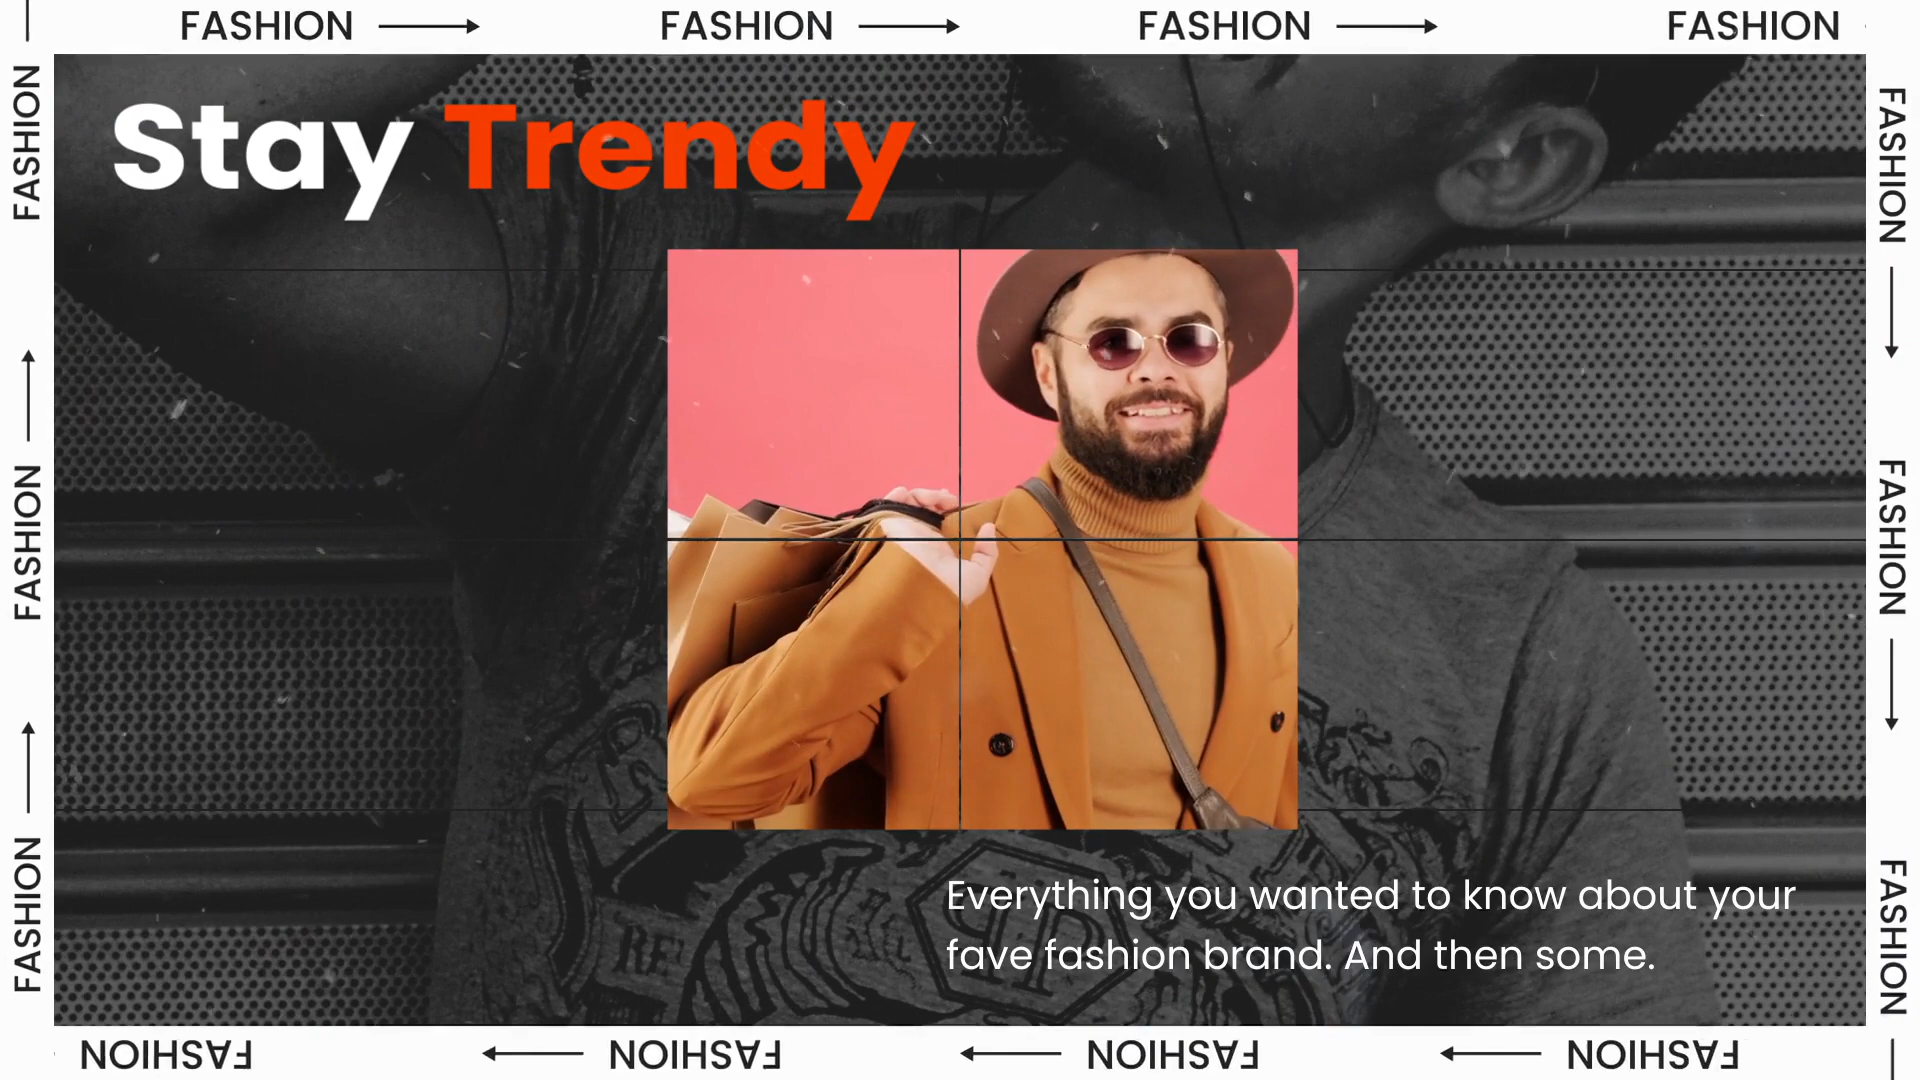 FASHION FASHION FASHION FASHION
FASHION
FASHION
FASHION
Stay Trendy
Everything you wanted to know about your
fave fashion brand. And then some.
FASHION
FASHION
FASHION
FASHION FASHION FASHION FASHION